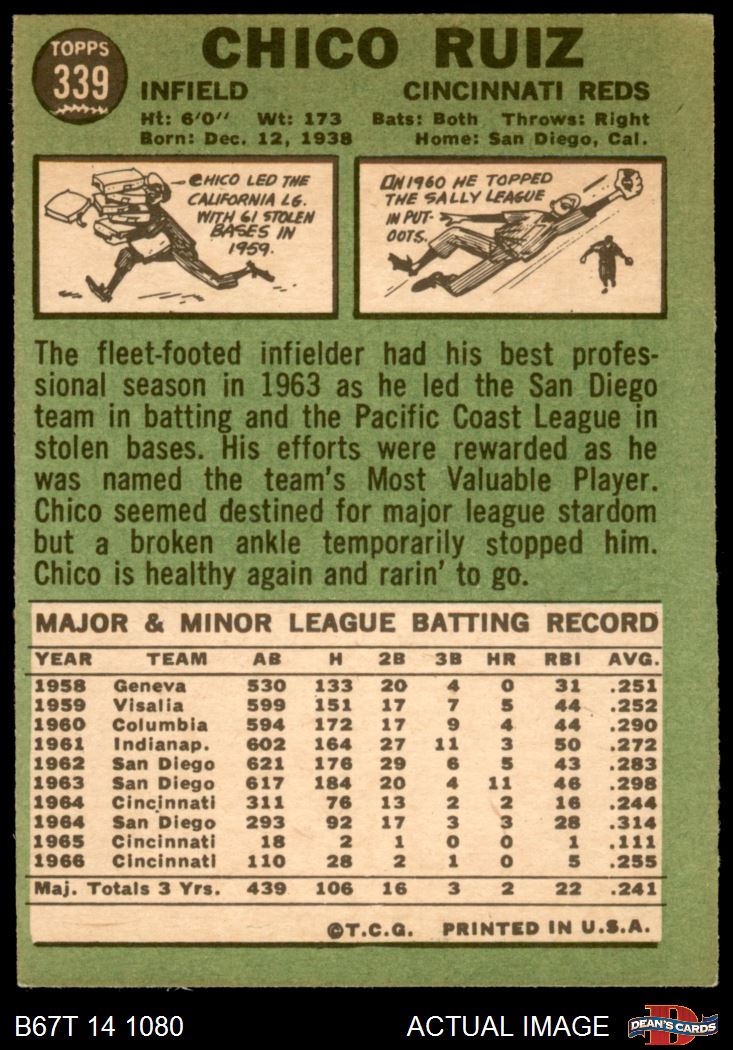 TOPPS
339
CHICO RUIZ
INFIELD CINCINNATI REDS
Ht: 6'0" Wt: 173 Bats: Both Throws: Right
Born: Dec. 12, 1938 Home: San Diego, Cal.
CHICO LED THE
CALIFORNIA LG.
WITH 61 STOLEN
BASES IN
1959.
IN 1960 HE TOPPED
THE SALLY LEAGUE
IN PUT-
OUTS.
The fleet-footed infielder had his best profes-
sional season in 1963 as he led the San Diego
team in batting and the Pacific Coast League in
stolen bases. His efforts were rewarded as he
was named the team's Most Valuable Player.
Chico seemed destined for major league stardom
but a broken ankle temporarily stopped him.
Chico is healthy again and rarin' to go.
MAJOR & MINOR LEAGUE BATTING RECORD
YEAR TEAM AB H 2B 3B HR RBI AVG.
1958 Geneva 530 133 20 4 0 31 .251
1959 Visalia 599 151 17 7 5 44 .252
1960 Columbia 594 172 17 9 4 44 .290
1961 Indianap. 602 164 27 11 3 50 .272
1962 San Diego 621 176 29 6 5 43 .283
1963 San Diego 617 184 20 4 11 46 .298
1964 Cincinnati 311 76 13 2 2 16 .244
1964 San Diego 293 92 17 3 3 28 .314
1965 Cincinnati 18 2 1 0 0 1 .111
1966 Cincinnati 110 28 2 1 0 5 .255
Maj. Totals 3 Yrs. 439 106 16 3 2 22 .241
©T.C.G. PRINTED IN U.S.A.
B67T 14 1080 ACTUAL IMAGE DEAN'S CARDS